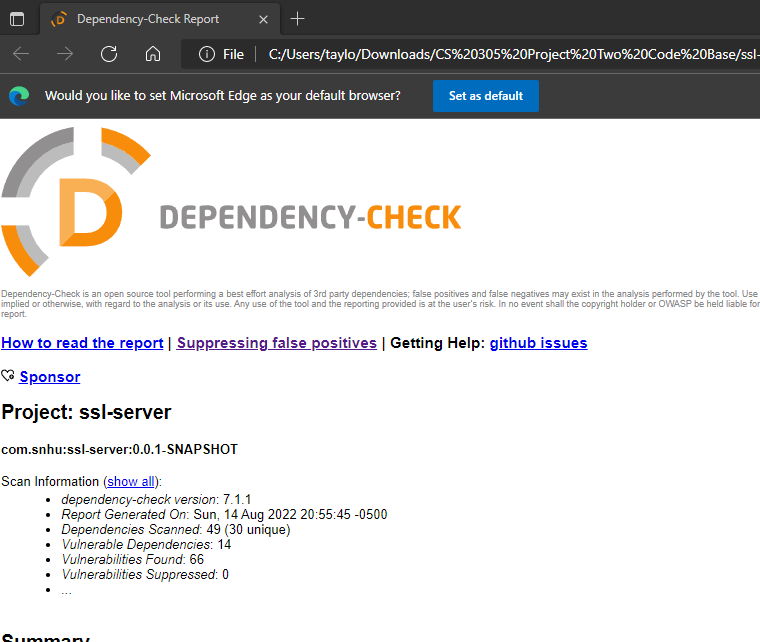 Dependency-Check Report
File
C:/Users/taylo/Downloads/CS%20305%20Project%20Two%20Code%20Base/ssl-
Would you like to set Microsoft Edge as your default browser?
Set as default
D
DEPENDENCY-CHECK
Dependency-Check is an open source tool performing a best effort analysis of 3rd party dependencies; false positives and false negatives may exist in the analysis performed by the tool. Use
implied or otherwise, with regard to the analysis or its use. Any use of the tool and the reporting provided is at the user's risk. In no event shall the copyright holder or OWASP be held liable for
report.
How to read the report | Suppressing false positives | Getting Help: github issues
Sponsor
Project: ssl-server
com.snhu:ssl-server:0.0.1-SNAPSHOT
Scan Information (show all):
• dependency-check version: 7.1.1
• Report Generated On: Sun, 14 Aug 2022 20:55:45 -0500
• Dependencies Scanned: 49 (30 unique)
• Vulnerable Dependencies: 14
• Vulnerabilities Found: 66
• Vulnerabilities Suppressed: 0
• ...
Summary